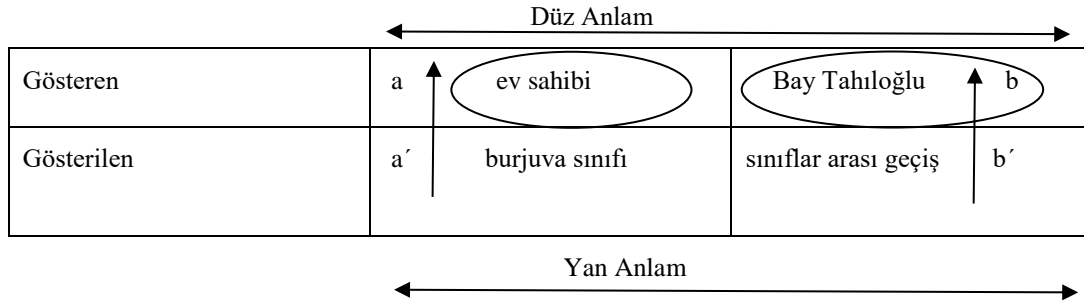 Düz Anlam
Gösteren a ev sahibi Bay Tahıloğlu b
Gösterilen a´ burjuva sınıfı sınıflar arası geçiş b´
Yan Anlam